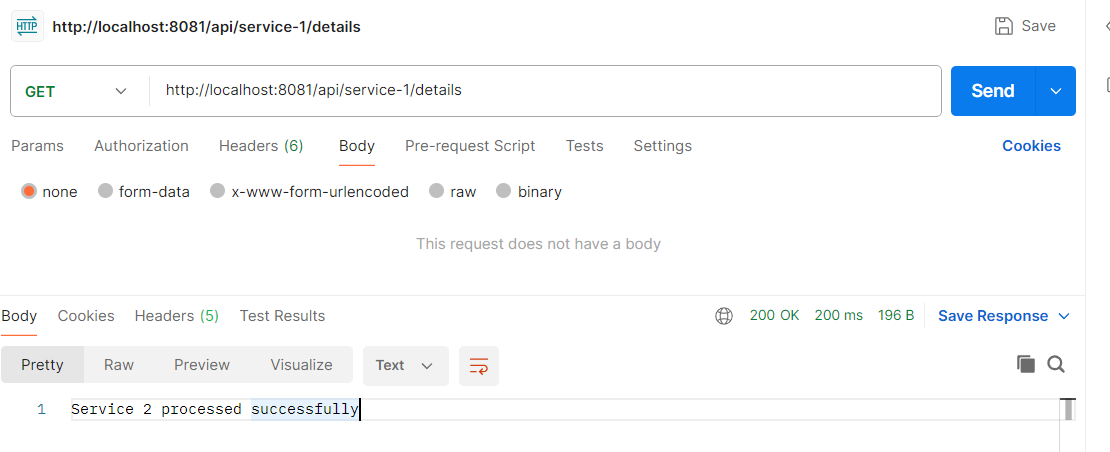 HTTP http://localhost:8081/api/service-1/details Save
GET http://localhost:8081/api/service-1/details Send
Params Authorization Headers (6) Body Pre-request Script Tests Settings Cookies
none form-data x-www-form-urlencoded raw binary
This request does not have a body
Body Cookies Headers (5) Test Results 200 OK 200 ms 196 B Save Response
Pretty Raw Preview Visualize Text
1 Service 2 processed successfully